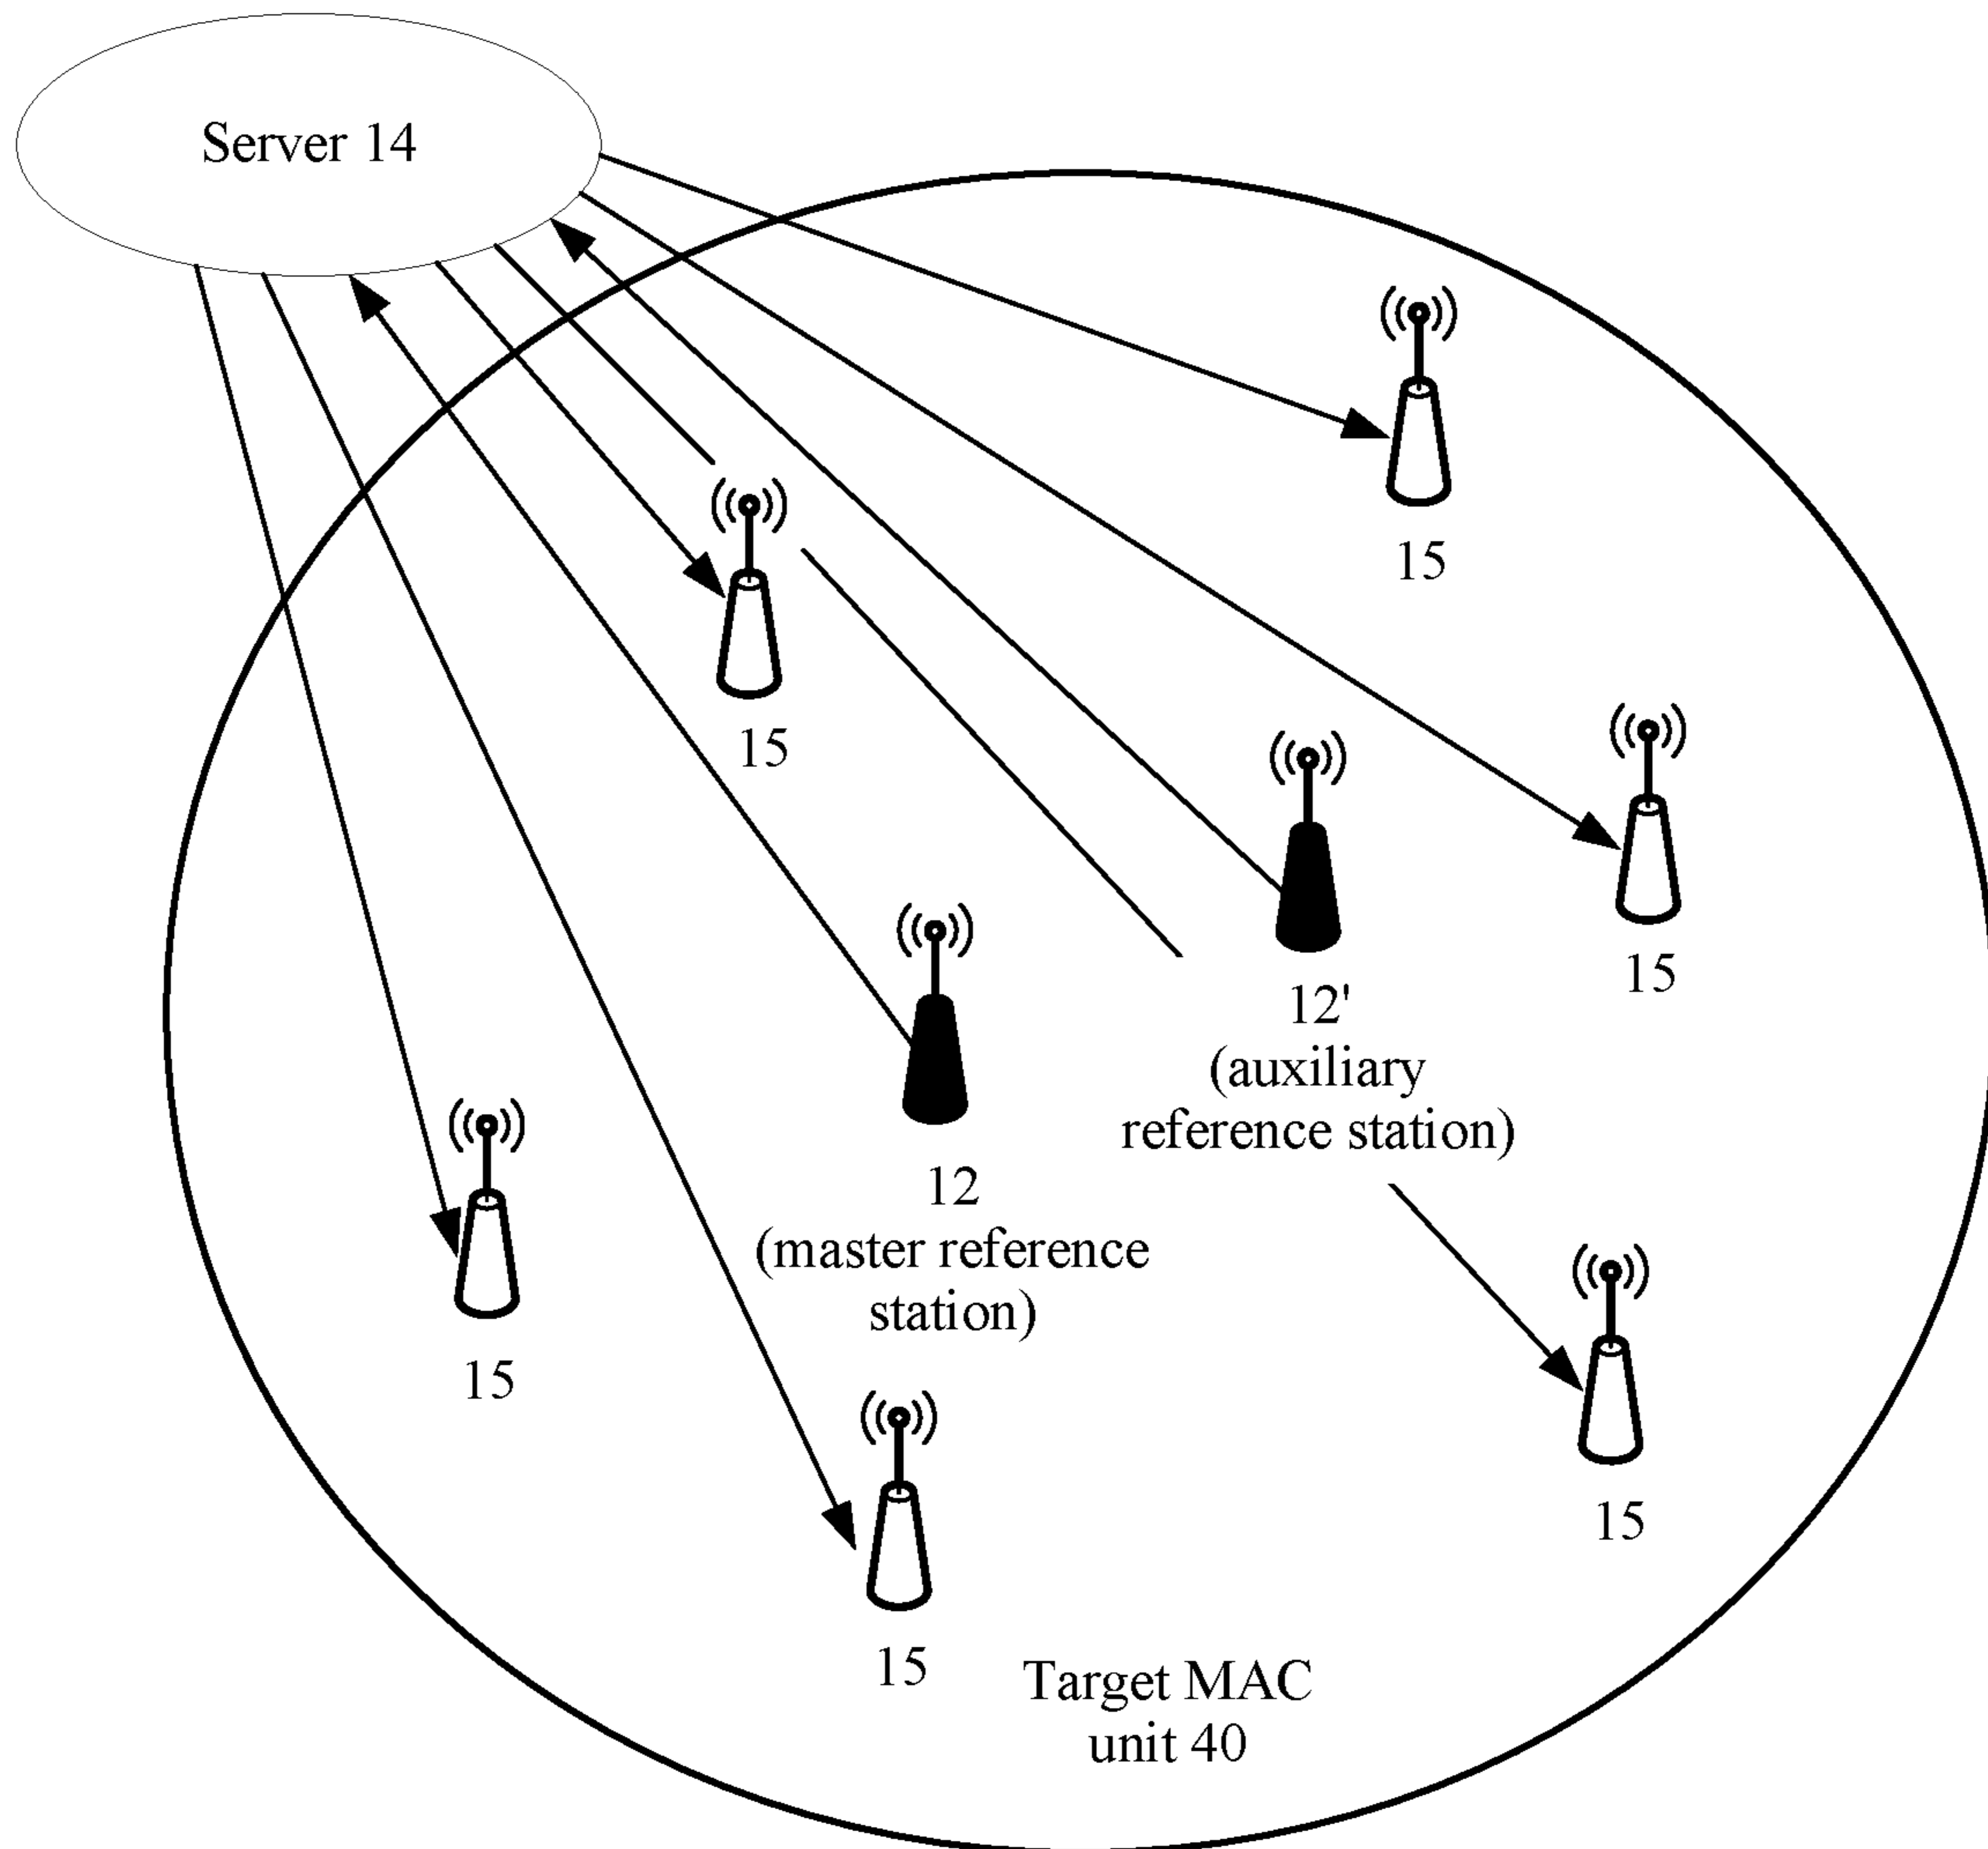 Server 14
15
15
15
12'
(auxiliary
reference station)
12
(master reference
station)
15
15
15
Target MAC
unit 40